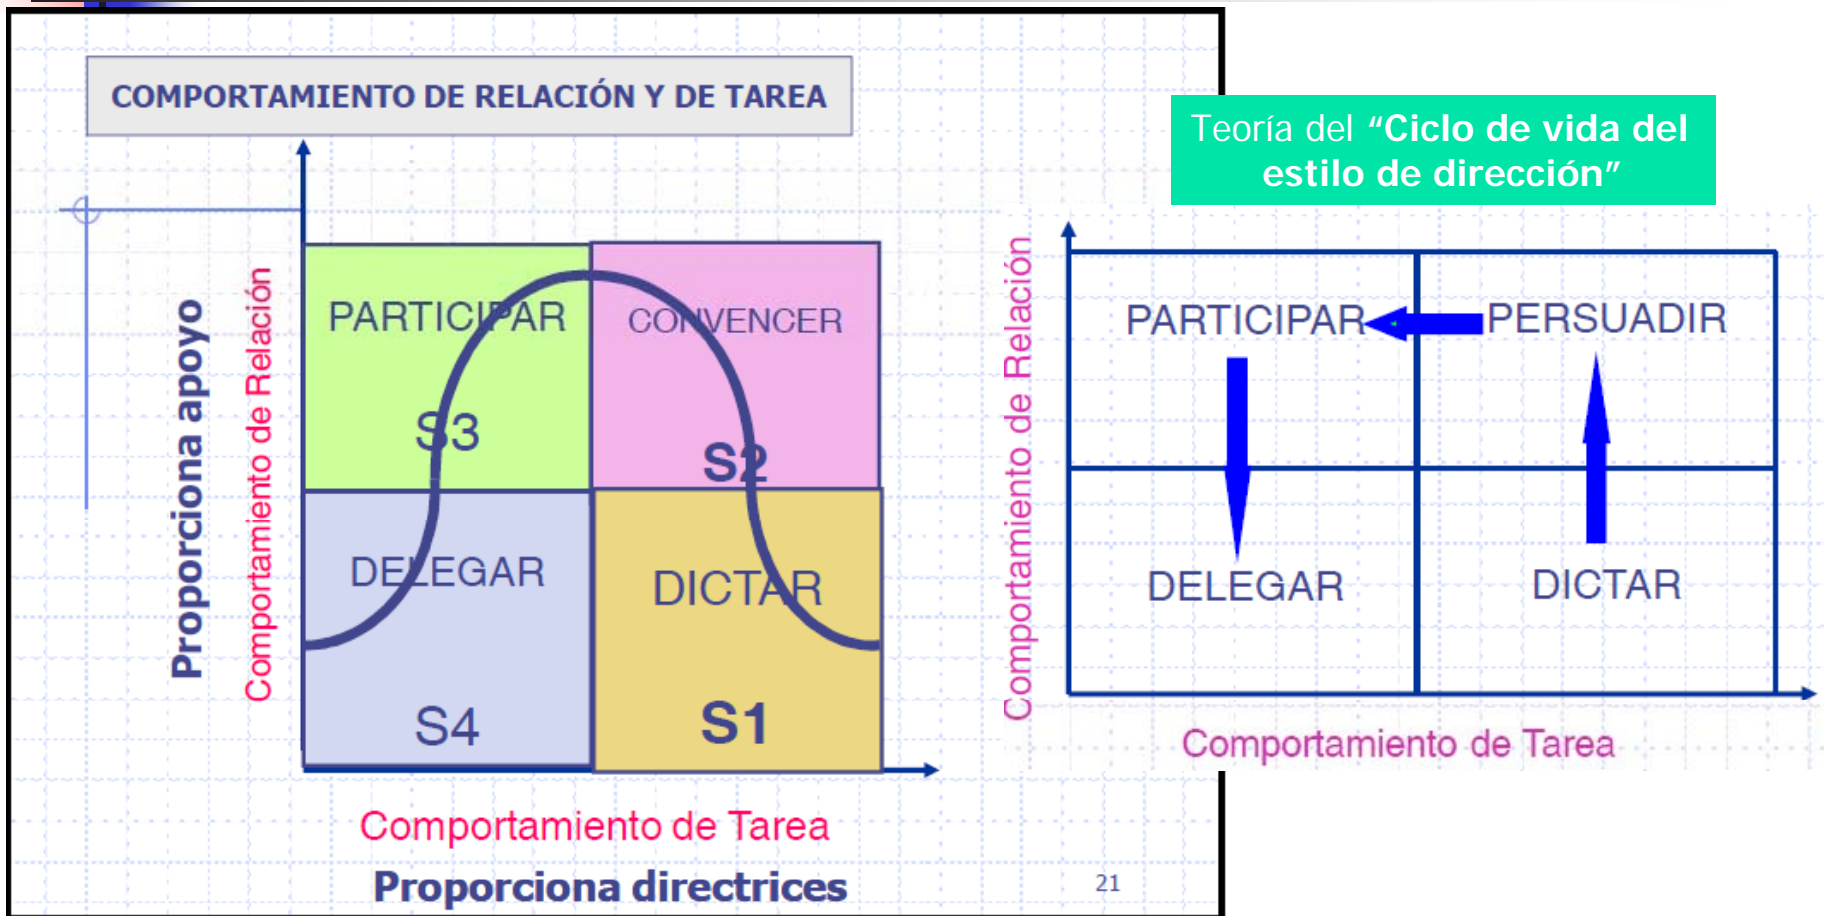 COMPORTAMIENTO DE RELACIÓN Y DE TAREA
Proporciona apoyo
Comportamiento de Relación
PARTICIPAR
CONVENCER
S3
S2
DELEGAR
DICTAR
S4
S1
Comportamiento de Tarea
Proporciona directrices
21
Teoría del “Ciclo de vida del
estilo de dirección”
Comportamiento de Relación
PARTICIPAR
PERSUADIR
DELEGAR
DICTAR
Comportamiento de Tarea